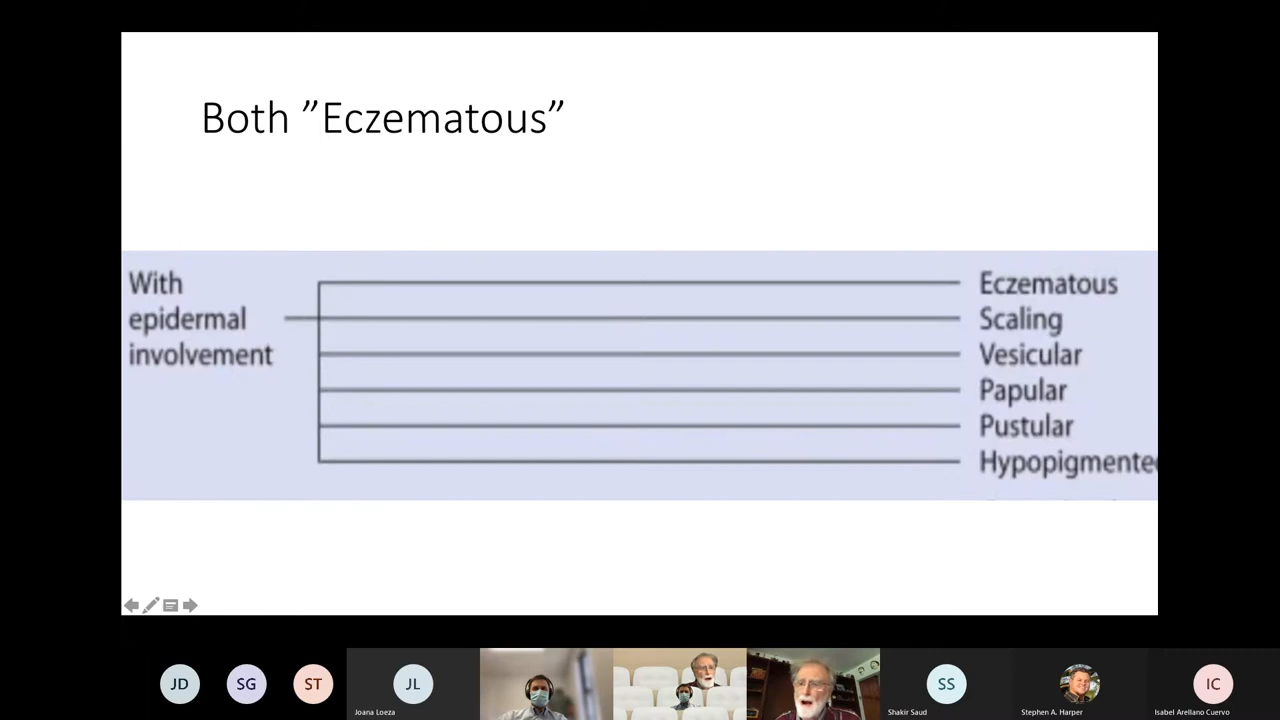 Both ”Eczematous”
With
epidermal
involvement
Eczematous
Scaling
Vesicular
Papular
Pustular
Hypopigmented
JD
SG
ST
JL
SS
IC
Joana Loeza
Shakir Saud
Stephen A. Harper
Isabel Arellano Cuervo